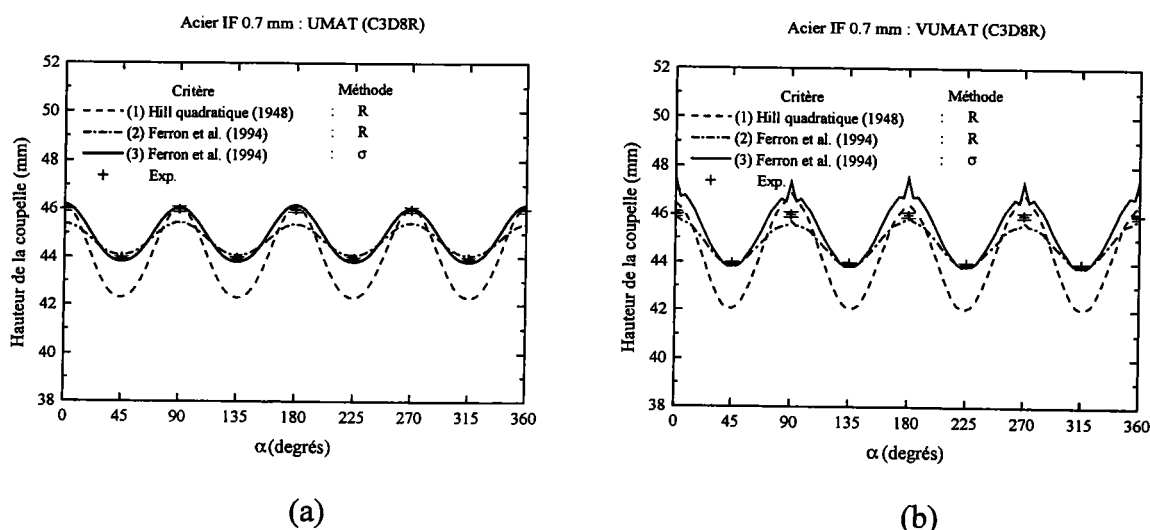 Acier IF 0.7 mm : UMAT (C3D8R)
Hauteur de la coupelle (mm)
52
50
48
46
44
42
40
38
Critère Méthode
(1) Hill quadratique (1948) : R
(2) Ferron et al. (1994) : R
(3) Ferron et al. (1994) : σ
+ Exp.
0 45 90 135 180 225 270 315 360
α (degrés)
(a)
Acier IF 0.7 mm : VUMAT (C3D8R)
Hauteur de la coupelle (mm)
52
50
48
46
44
42
40
38
Critère Méthode
(1) Hill quadratique (1948) : R
(2) Ferron et al. (1994) : R
(3) Ferron et al. (1994) : σ
+ Exp.
0 45 90 135 180 225 270 315 360
α (degrés)
(b)